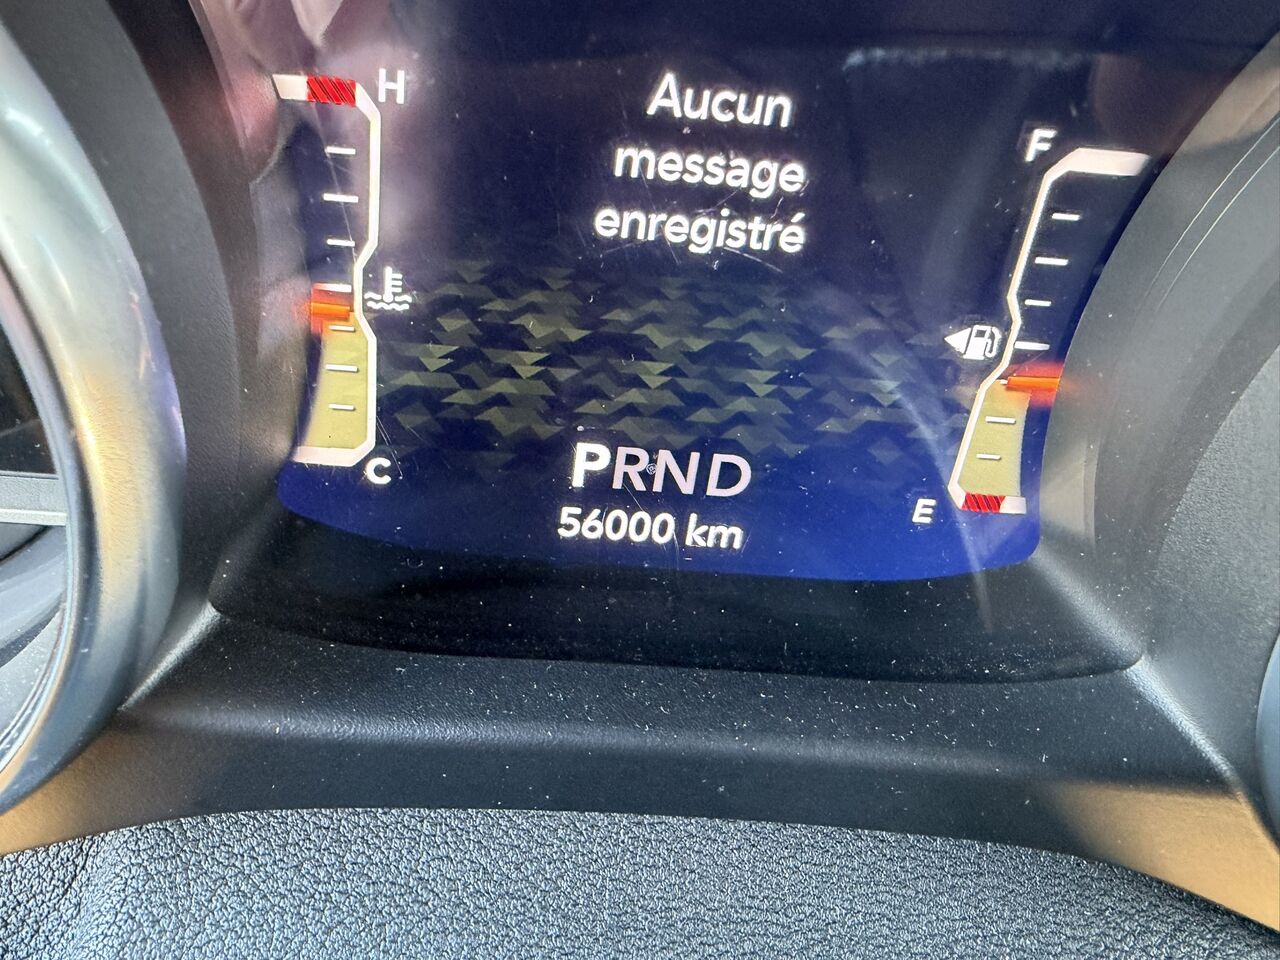 H
Aucun
message
enregistré
F
C
E
PRND
56000 km